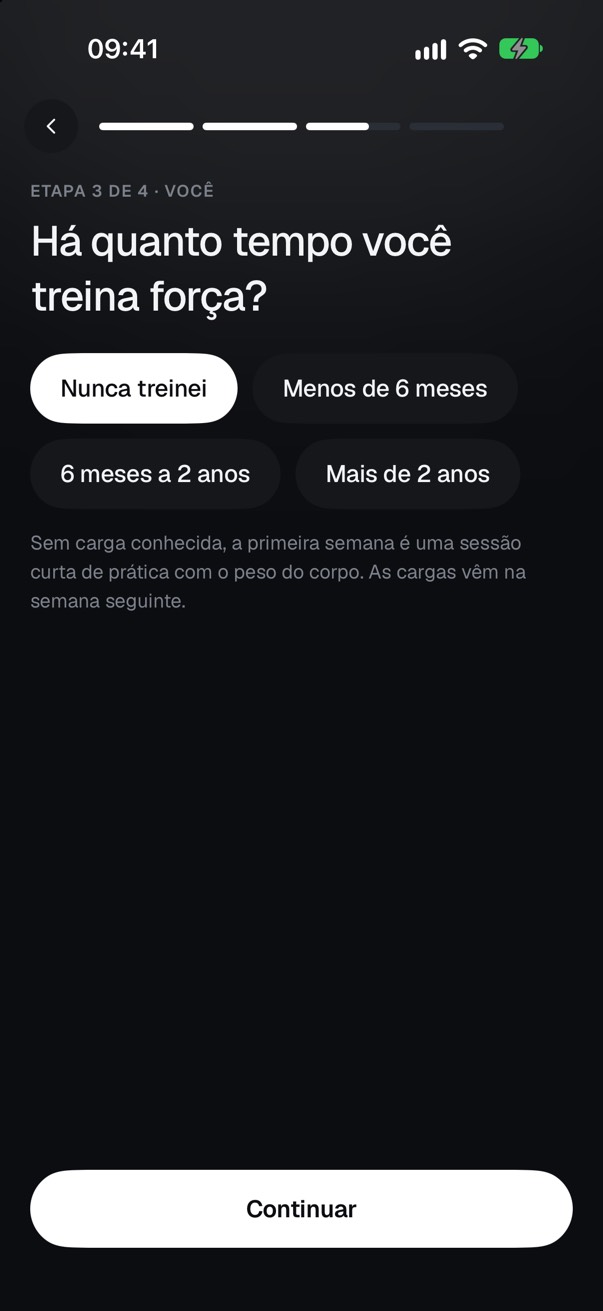 09:41
ETAPA 3 DE 4 · VOCÊ
Há quanto tempo você
treina força?
Nunca treinei
Menos de 6 meses
6 meses a 2 anos
Mais de 2 anos
Sem carga conhecida, a primeira semana é uma sessão
curta de prática com o peso do corpo. As cargas vêm na
semana seguinte.
Continuar